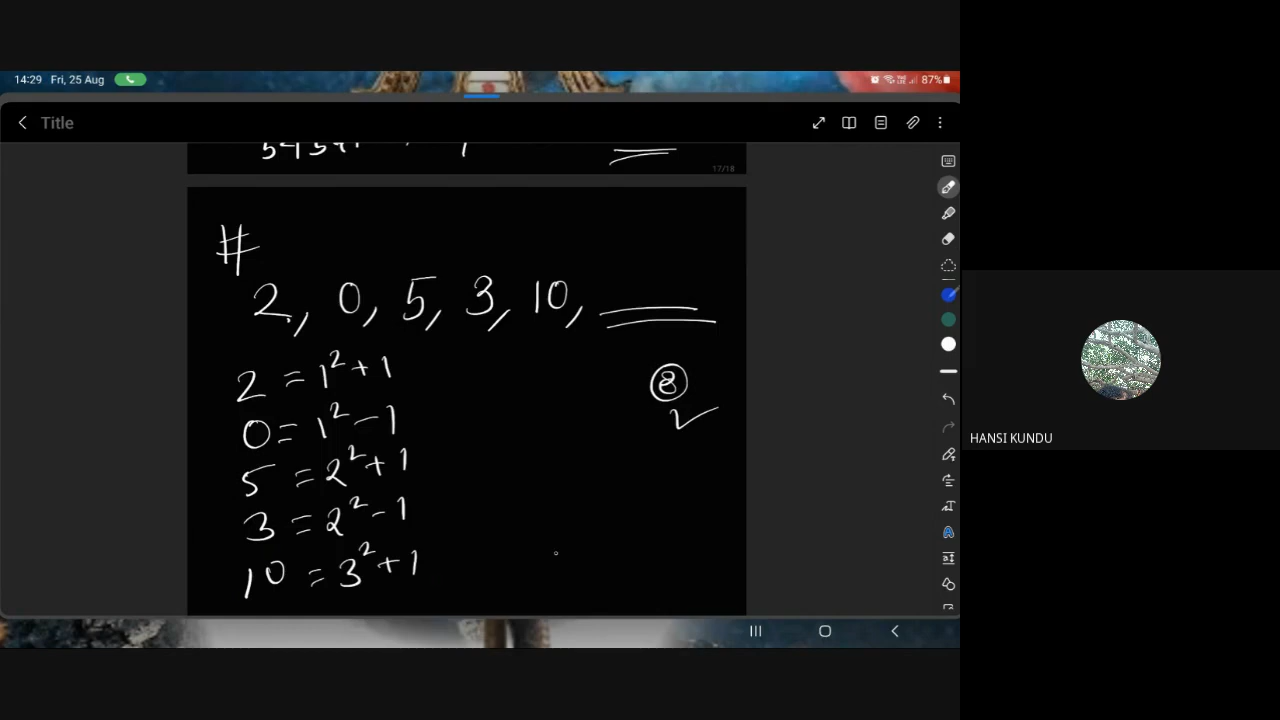 14:29 Fri, 25 Aug
87%
Title
17/18
#
2, 0, 5, 3, 10, ____
2 = 1²+1
8
0 = 1²-1
5 = 2²+1
3 = 2²-1
10 = 3²+1
HANSI KUNDU